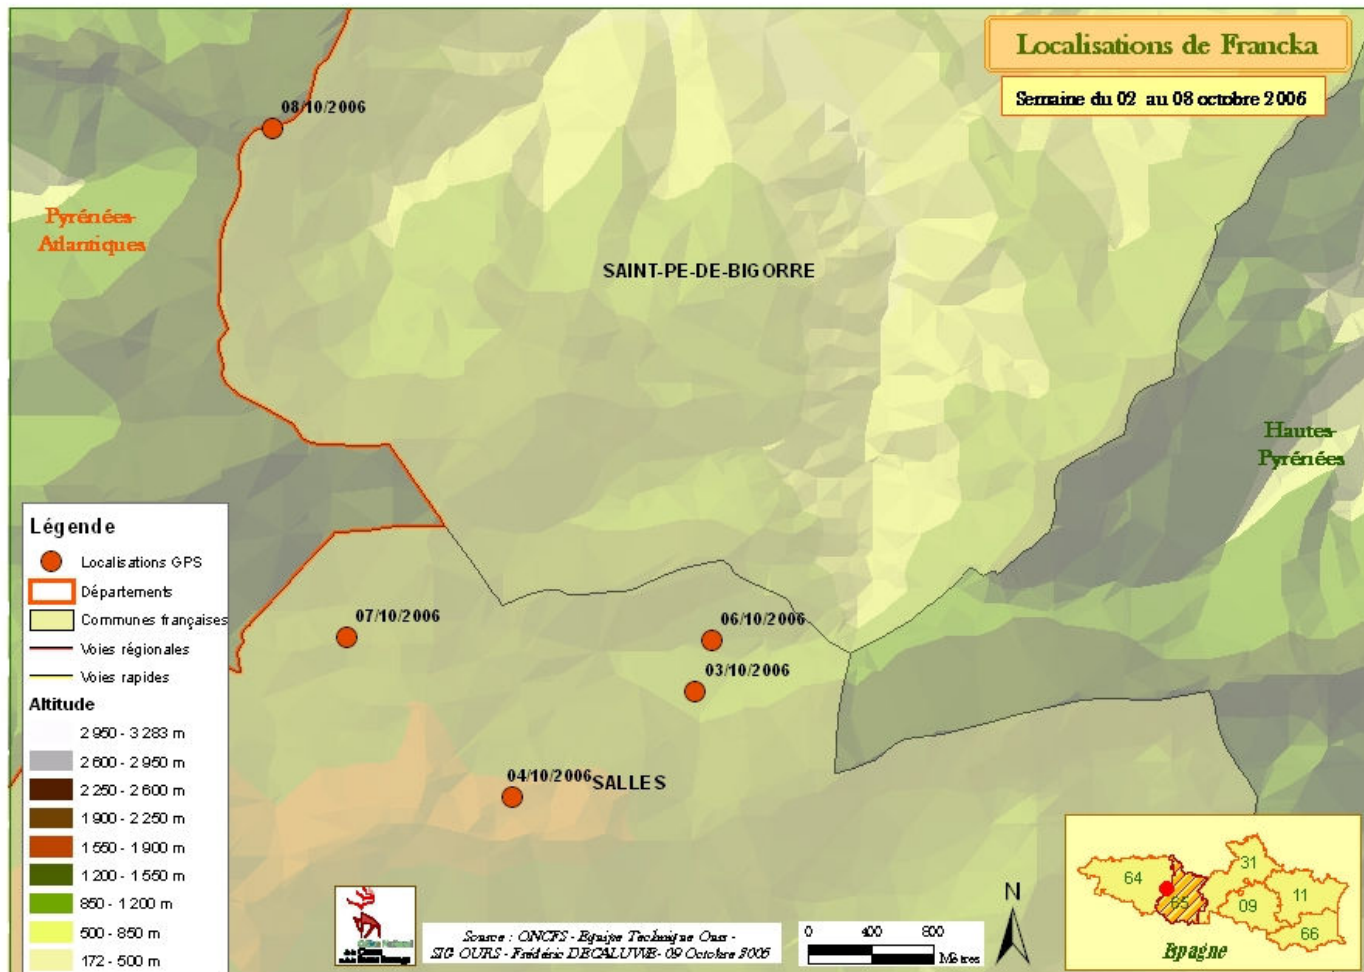 Localisations de Francka
Semaine du 02 au 08 octobre 2006
08/10/2006
Pyrénées-
Atlantiques
SAINT-PE-DE-BIGORRE
Hautes-
Pyrénées
07/10/2006
06/10/2006
03/10/2006
04/10/2006
SALLES
Légende
Localisations GPS
Départements
Communes françaises
Voies régionales
Voies rapides
Altitude
2 950 - 3 283 m
2 600 - 2 950 m
2 250 - 2 600 m
1 900 - 2 250 m
1 550 - 1 900 m
1 200 - 1 550 m
850 - 1 200 m
500 - 850 m
172 - 500 m
Source : ONCFS - Equipe Technique Ours -
SIG OURS - Frédéric DECALUWE - 09 Octobre 2006
0 400 800
Mètres
N
64
65
31
09
11
66
Espagne